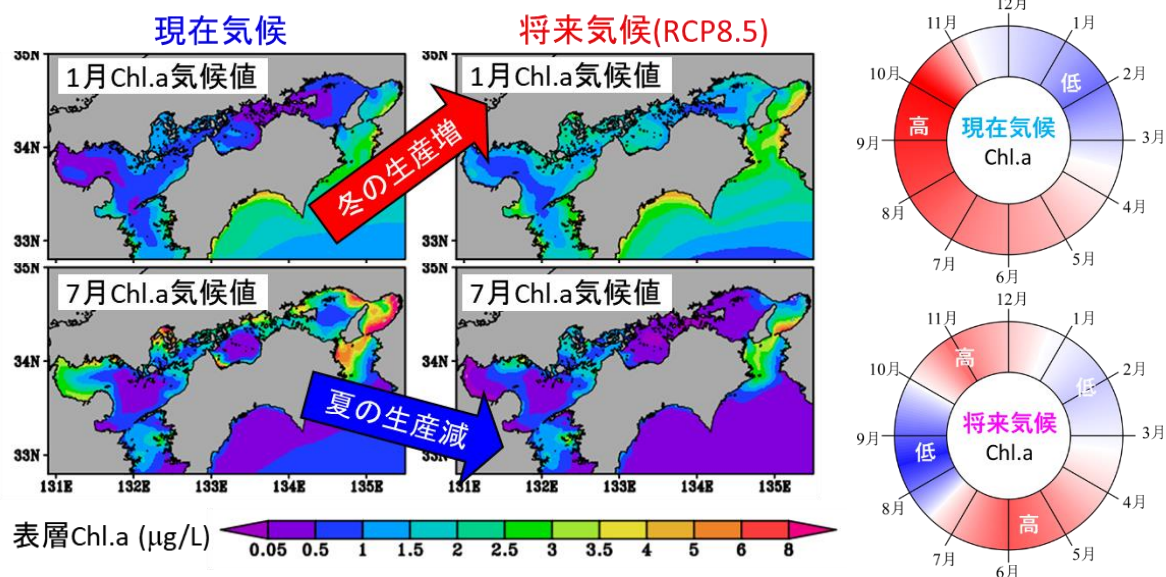 現在気候
将来気候(RCP8.5)
35N
34N
33N
1月Chl.a気候値
35N
34N
33N
1月Chl.a気候値
冬の生産増
35N
34N
33N
131E 132E 133E 134E 135E
7月Chl.a気候値
35N
34N
33N
131E 132E 133E 134E 135E
7月Chl.a気候値
夏の生産減
表層Chl.a (μg/L)
0.05 0.5 1 1.5 2 2.5 3 3.5 4 5 6 8
12月
1月
2月
3月
4月
5月
6月
7月
8月
9月
10月
11月
低
高
現在気候
Chl.a
12月
1月
2月
3月
4月
5月
6月
7月
8月
9月
10月
11月
高
低
低
高
将来気候
Chl.a